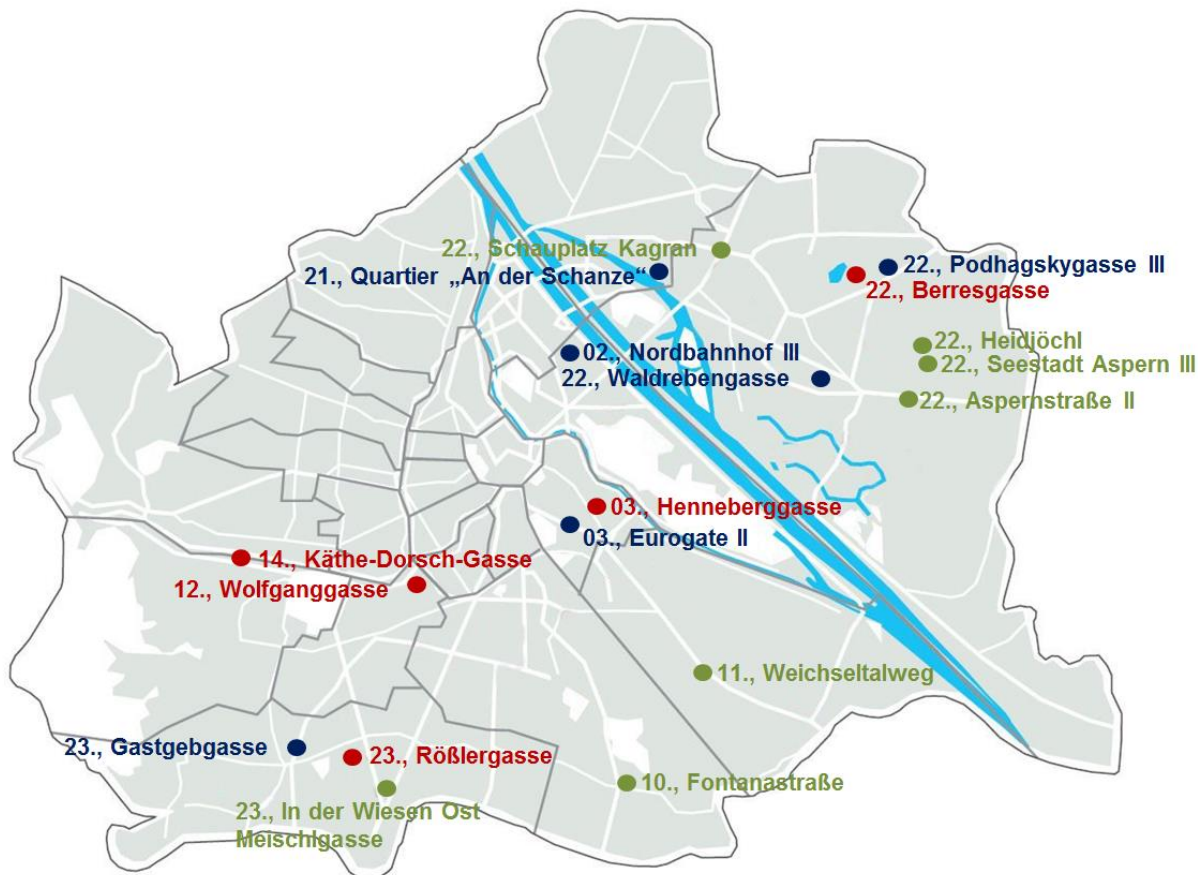 22., Schauplatz Kagran
21., Quartier „An der Schanze“
22., Podhagskygasse III
22., Berresgasse
22., Heidjöchl
02., Nordbahnhof III
22., Seestadt Aspern III
22., Waldrebengasse
22., Aspernstraße II
03., Henneberggasse
03., Eurogate II
14., Käthe-Dorsch-Gasse
12., Wolfganggasse
11., Weichseltalweg
23., Gastgebgasse
23., Rößlergasse
10., Fontanastraße
23., In der Wiesen Ost
Meischlgasse